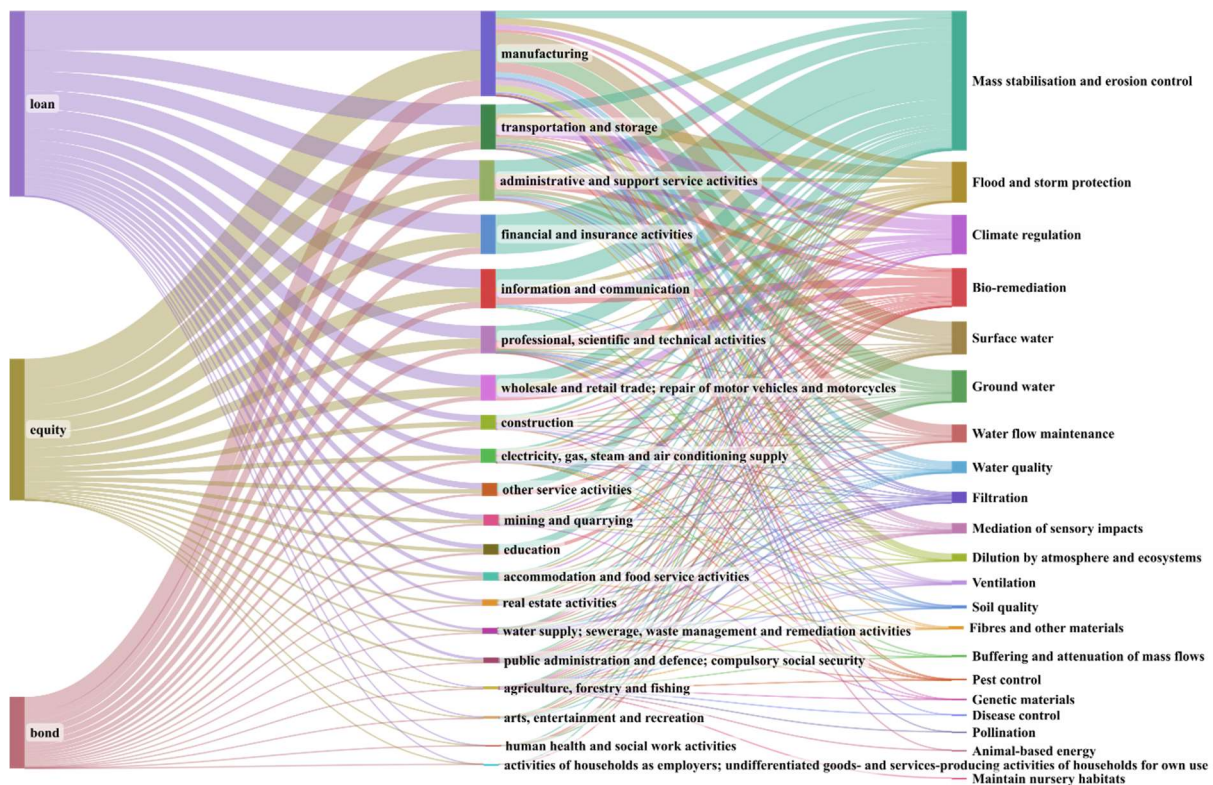 loan
equity
bond
manufacturing
transportation and storage
administrative and support service activities
financial and insurance activities
information and communication
professional, scientific and technical activities
wholesale and retail trade; repair of motor vehicles and motorcycles
construction
electricity, gas, steam and air conditioning supply
other service activities
mining and quarrying
education
accommodation and food service activities
real estate activities
water supply; sewerage, waste management and remediation activities
public administration and defence; compulsory social security
agriculture, forestry and fishing
arts, entertainment and recreation
human health and social work activities
activities of households as employers; undifferentiated goods- and services-producing activities of households for own use
Mass stabilisation and erosion control
Flood and storm protection
Climate regulation
Bio-remediation
Surface water
Ground water
Water flow maintenance
Water quality
Filtration
Mediation of sensory impacts
Dilution by atmosphere and ecosystems
Ventilation
Soil quality
Fibres and other materials
Buffering and attenuation of mass flows
Pest control
Genetic materials
Disease control
Pollination
Animal-based energy
Maintain nursery habitats